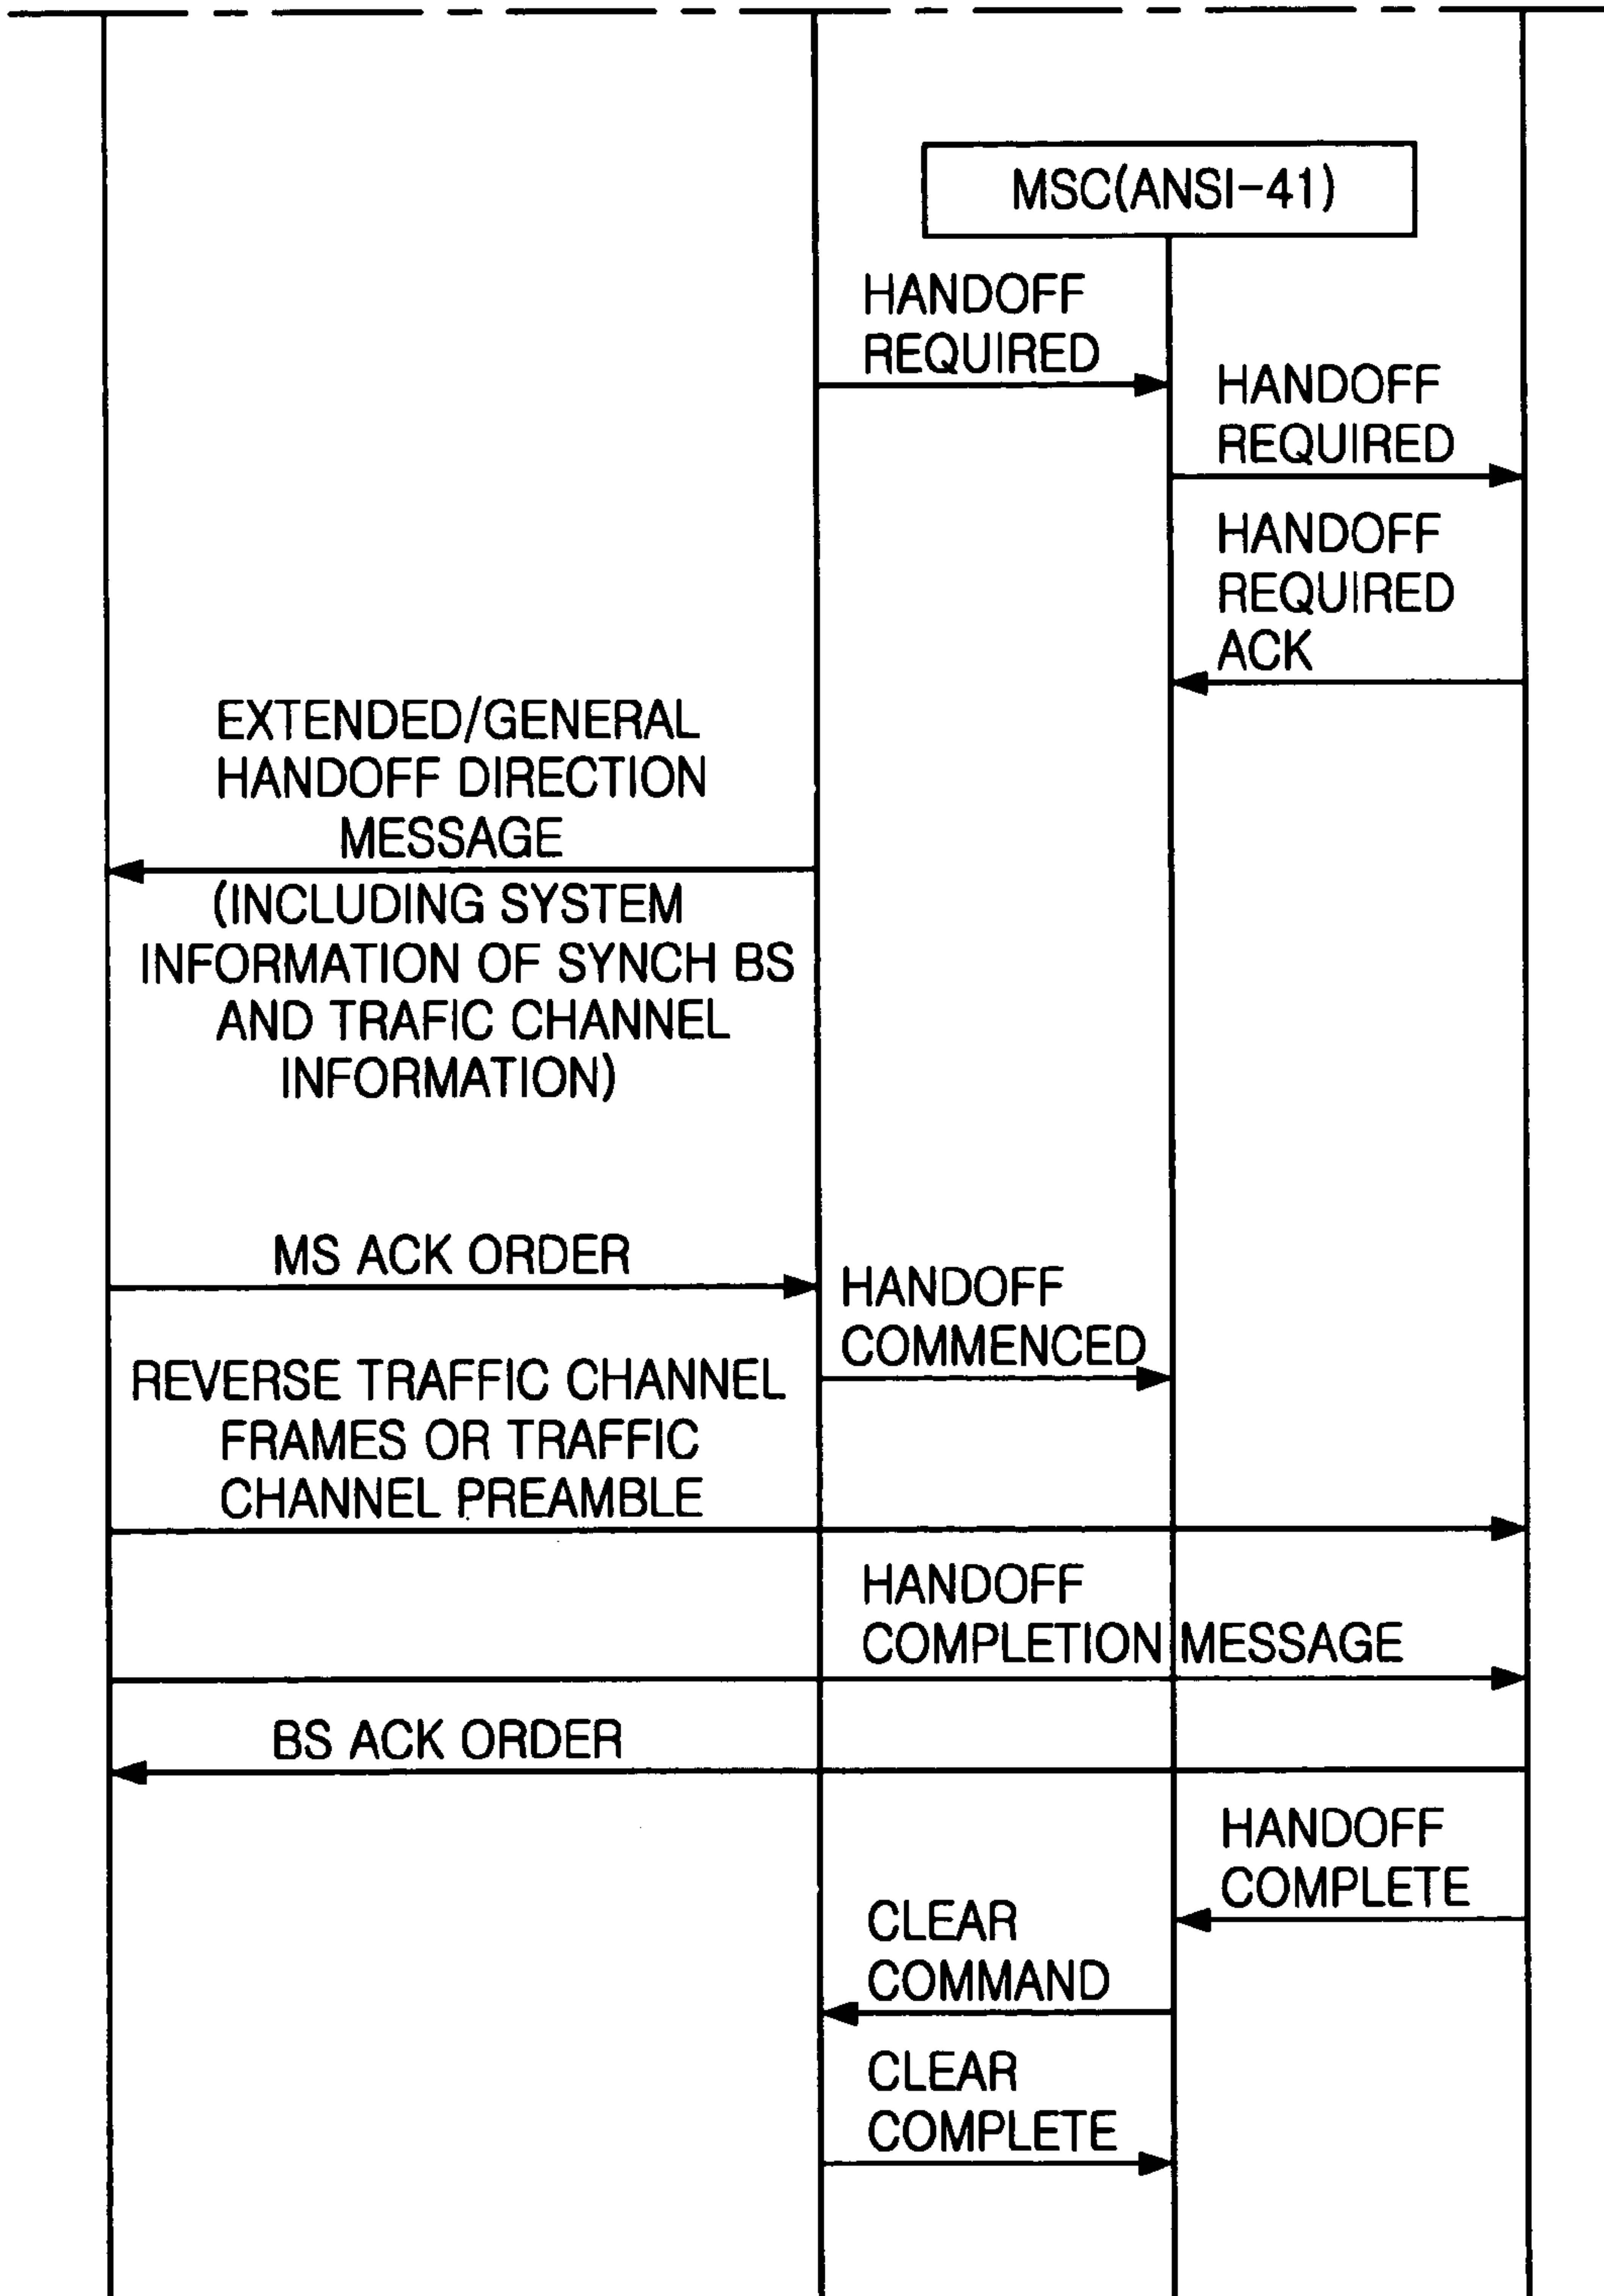 MSC(ANSI-41)
HANDOFF
REQUIRED
HANDOFF
REQUIRED
HANDOFF
REQUIRED
ACK
EXTENDED/GENERAL
HANDOFF DIRECTION
MESSAGE
(INCLUDING SYSTEM
INFORMATION OF SYNCH BS
AND TRAFIC CHANNEL
INFORMATION)
MS ACK ORDER
HANDOFF
COMMENCED
REVERSE TRAFFIC CHANNEL
FRAMES OR TRAFFIC
CHANNEL PREAMBLE
HANDOFF
COMPLETION MESSAGE
BS ACK ORDER
HANDOFF
COMPLETE
CLEAR
COMMAND
CLEAR
COMPLETE